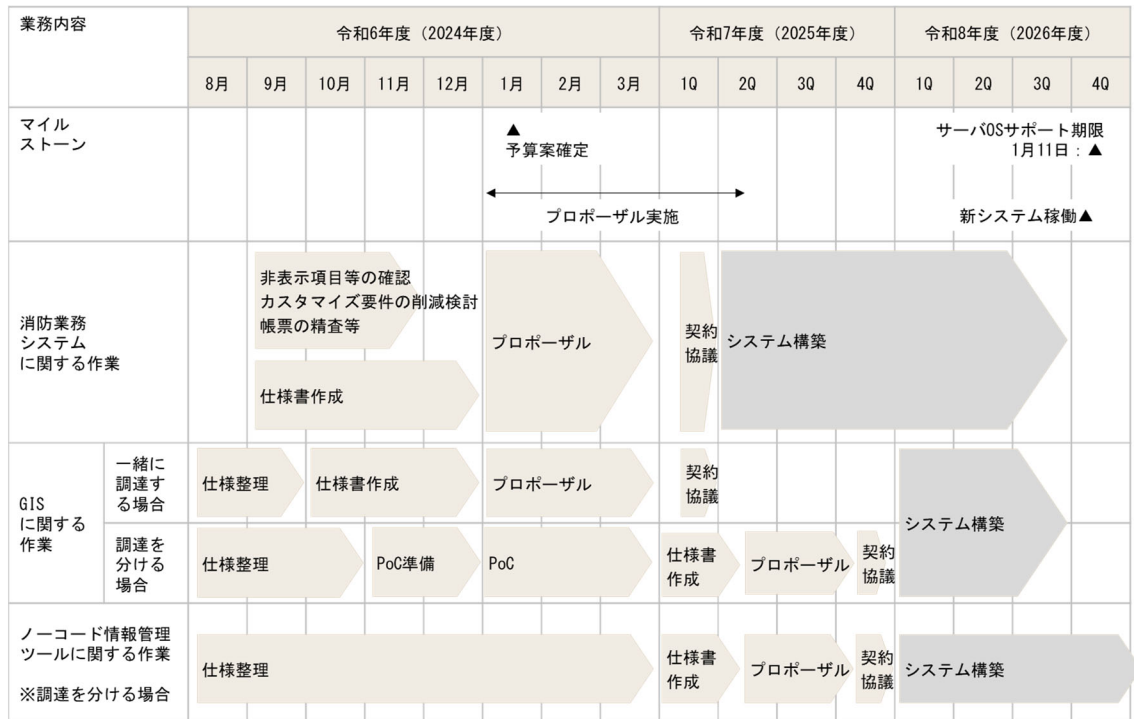 業務内容
令和6年度（2024年度）
令和7年度（2025年度）
令和8年度（2026年度）
8月
9月
10月
11月
12月
1月
2月
3月
1Q
2Q
3Q
4Q
1Q
2Q
3Q
4Q
マイル
ストーン
▲
予算案確定
プロポーザル実施
サーバOSサポート期限
1月11日：▲
新システム稼働▲
消防業務
システム
に関する作業
非表示項目等の確認
カスタマイズ要件の削減検討
帳票の精査等
仕様書作成
プロポーザル
契約
協議
システム構築
GIS
に関する
作業
一緒に
調達す
る場合
仕様整理
仕様書作成
プロポーザル
契約
協議
システム構築
調達を
分ける
場合
仕様整理
PoC準備
PoC
仕様書
作成
プロポーザル
契約
協議
ノーコード情報管理
ツールに関する作業
※調達を分ける場合
仕様整理
仕様書
作成
プロポーザル
契約
協議
システム構築